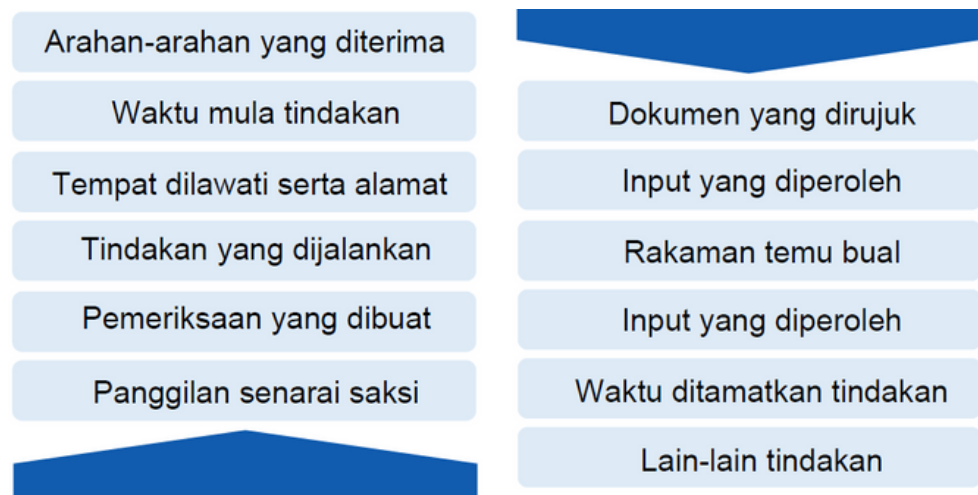 Arahan-arahan yang diterima
Waktu mula tindakan
Tempat dilawati serta alamat
Tindakan yang dijalankan
Pemeriksaan yang dibuat
Panggilan senarai saksi
Dokumen yang dirujuk
Input yang diperoleh
Rakaman temu bual
Input yang diperoleh
Waktu ditamatkan tindakan
Lain-lain tindakan